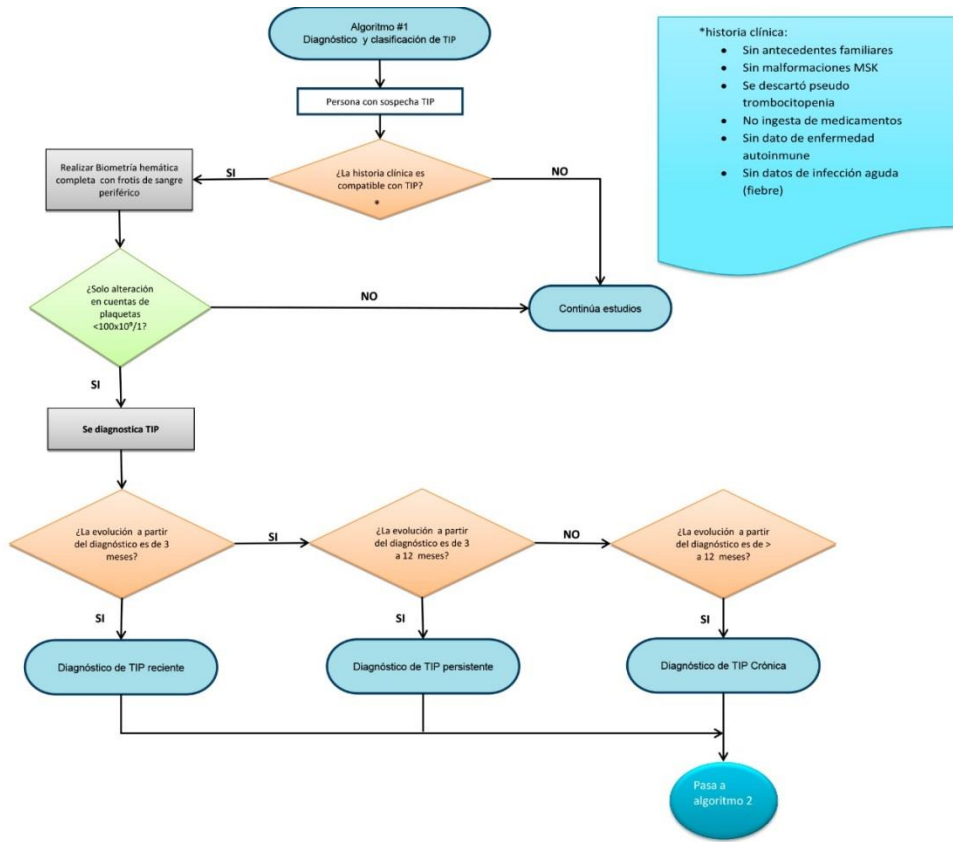 Algoritmo #1
Diagnóstico y clasificación de TIP
*historia clínica:
• Sin antecedentes familiares
• Sin malformaciones MSK
• Se descartó pseudo
trombocitopenia
• No ingesta de medicamentos
• Sin dato de enfermedad
autoinmune
• Sin datos de infección aguda
(fiebre)
Persona con sospecha TIP
¿La historia clínica es
compatible con TIP?
*
SI
NO
Realizar Biometría hemática
completa con frotis de sangre
periférico
¿Solo alteración
en cuentas de
plaquetas
<100x10⁹/1?
NO
Continúa estudios
SI
Se diagnostica TIP
¿La evolución a partir
del diagnóstico es de 3
meses?
SI
¿La evolución a partir
del diagnóstico es de 3
a 12 meses?
NO
¿La evolución a partir
del diagnóstico es de >
a 12 meses?
SI
SI
SI
Diagnóstico de TIP reciente
Diagnóstico de TIP persistente
Diagnóstico de TIP Crónica
Pasa a
algoritmo 2